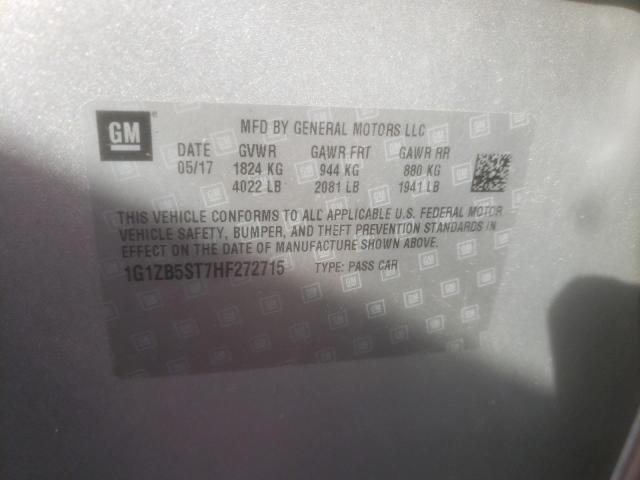 GM
MFD BY GENERAL MOTORS LLC
DATE GVWR GAWR FRT GAWR RR
05/17 1824 KG 944 KG 880 KG
4022 LB 2081 LB 1941 LB
THIS VEHICLE CONFORMS TO ALL APPLICABLE U.S. FEDERAL MOTOR
VEHICLE SAFETY, BUMPER, AND THEFT PREVENTION STANDARDS IN
EFFECT ON THE DATE OF MANUFACTURE SHOWN ABOVE.
1G1ZB5ST7HF272715 TYPE: PASS CAR